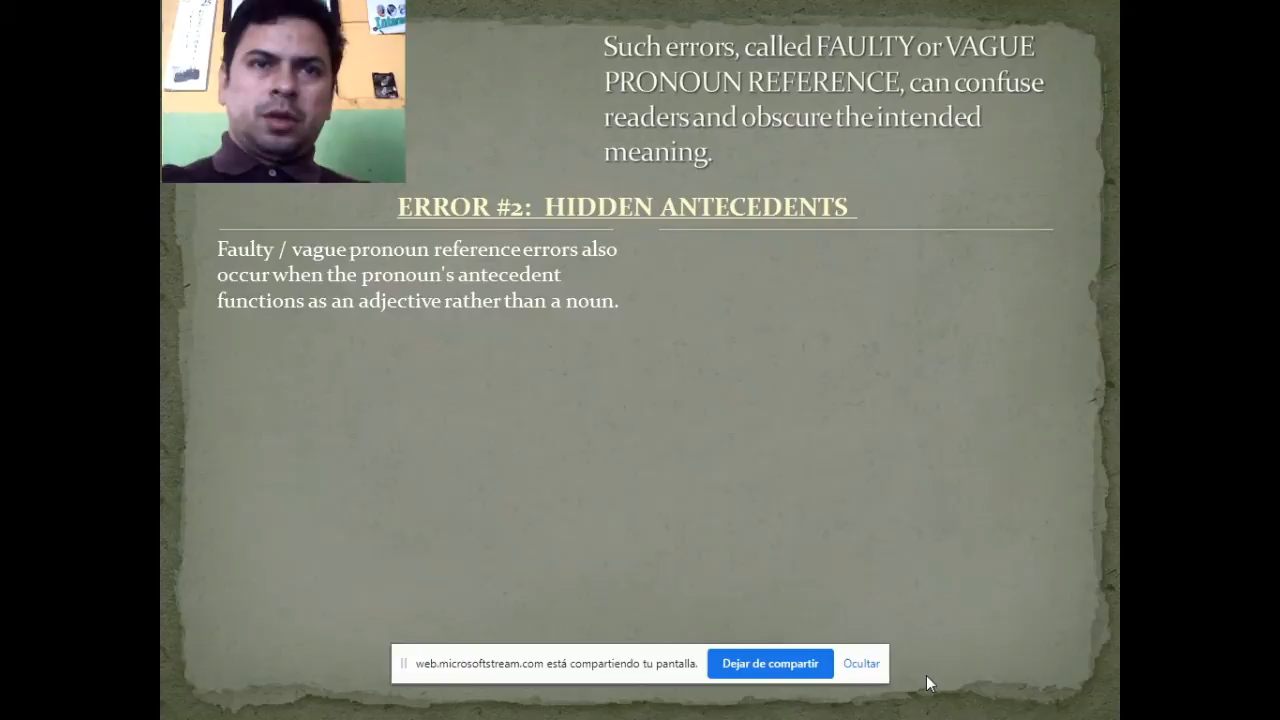 Such errors, called FAULTY or VAGUE
PRONOUN REFERENCE, can confuse
readers and obscure the intended
meaning.
ERROR #2: HIDDEN ANTECEDENTS
Faulty / vague pronoun reference errors also
occur when the pronoun's antecedent
functions as an adjective rather than a noun.
web.microsoftstream.com está compartiendo tu pantalla.
Dejar de compartir
Ocultar